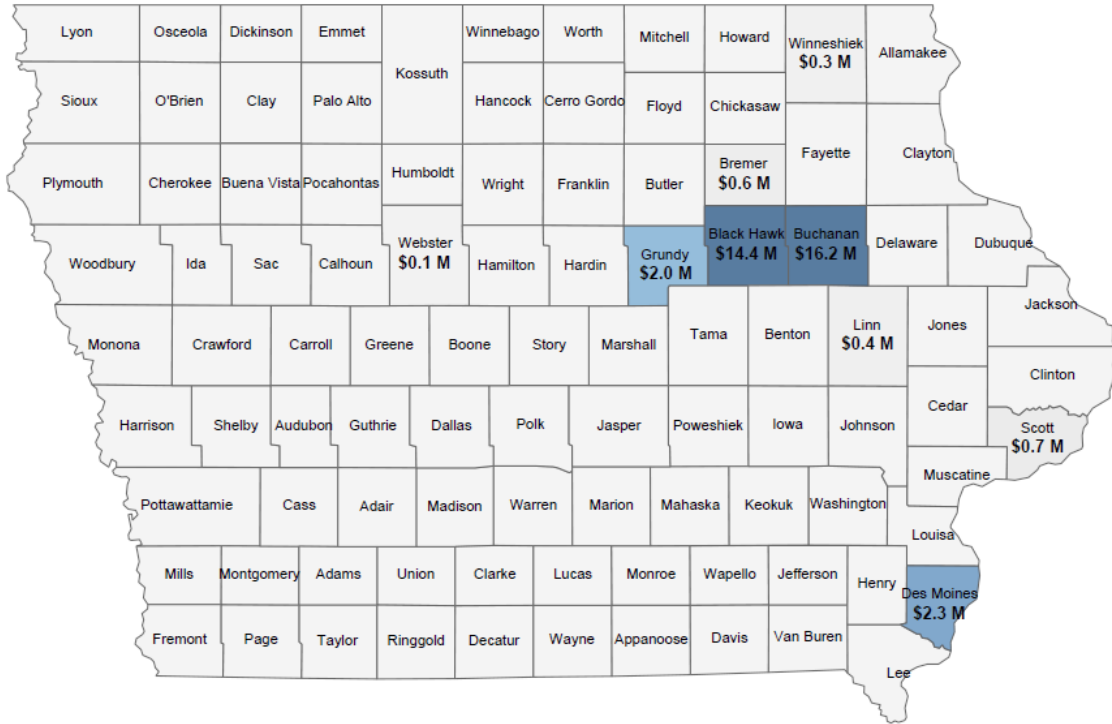 Lyon
Osceola
Dickinson
Emmet
Winnebago
Worth
Mitchell
Howard
Winneshiek
$0.3 M
Allamakee
Kossuth
Sioux
O'Brien
Clay
Palo Alto
Hancock
Cerro Gordo
Floyd
Chickasaw
Fayette
Clayton
Plymouth
Cherokee
Buena Vista
Pocahontas
Humboldt
Wright
Franklin
Butler
Bremer
$0.6 M
Woodbury
Ida
Sac
Calhoun
Webster
$0.1 M
Hamilton
Hardin
Grundy
$2.0 M
Black Hawk
$14.4 M
Buchanan
$16.2 M
Delaware
Dubuque
Jackson
Monona
Crawford
Carroll
Greene
Boone
Story
Marshall
Tama
Benton
Linn
$0.4 M
Jones
Clinton
Harrison
Shelby
Audubon
Guthrie
Dallas
Polk
Jasper
Poweshiek
Iowa
Johnson
Cedar
Scott
$0.7 M
Muscatine
Pottawattamie
Cass
Adair
Madison
Warren
Marion
Mahaska
Keokuk
Washington
Louisa
Mills
Montgomery
Adams
Union
Clarke
Lucas
Monroe
Wapello
Jefferson
Henry
Des Moines
$2.3 M
Fremont
Page
Taylor
Ringgold
Decatur
Wayne
Appanoose
Davis
Van Buren
Lee